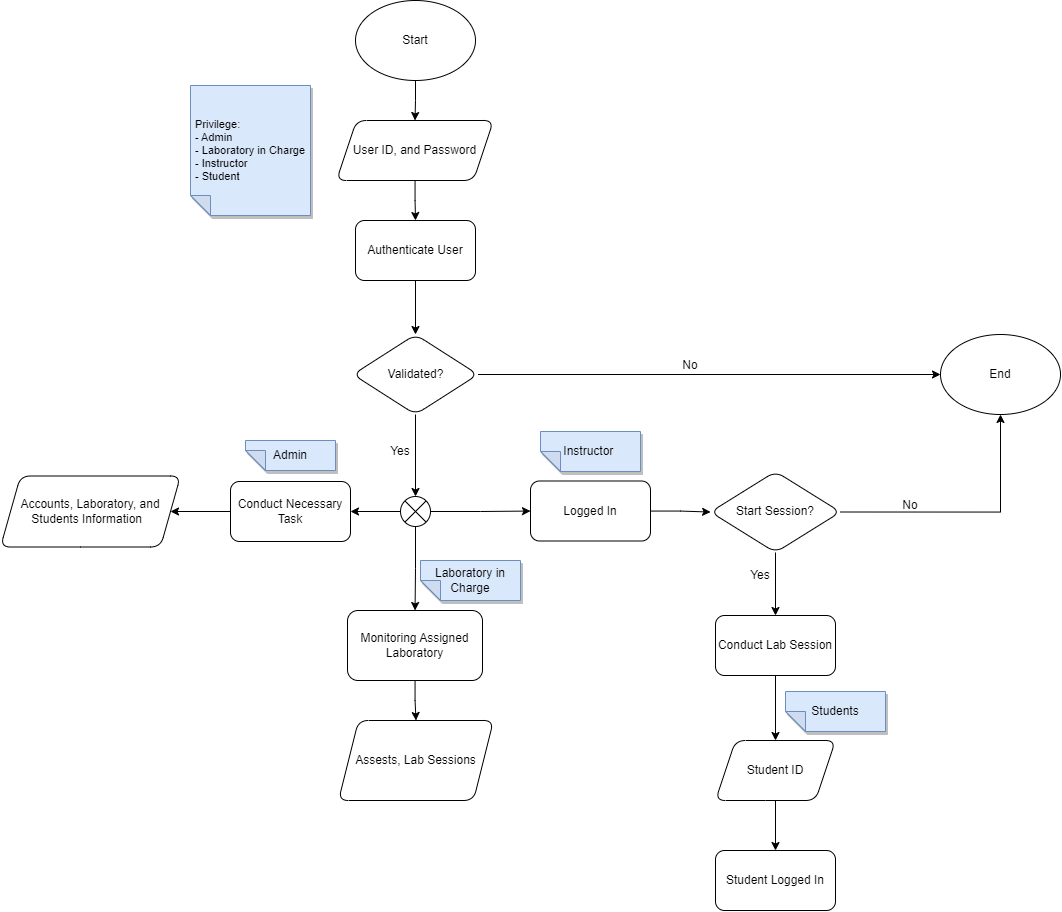 Start
Privilege:
- Admin
- Laboratory in Charge
- Instructor
- Student
User ID, and Password
Authenticate User
Validated?
No
End
Yes
Admin
Instructor
Accounts, Laboratory, and
Students Information
Conduct Necessary
Task
Logged In
Start Session?
No
Laboratory in
Charge
Yes
Monitoring Assigned
Laboratory
Conduct Lab Session
Students
Assests, Lab Sessions
Student ID
Student Logged In